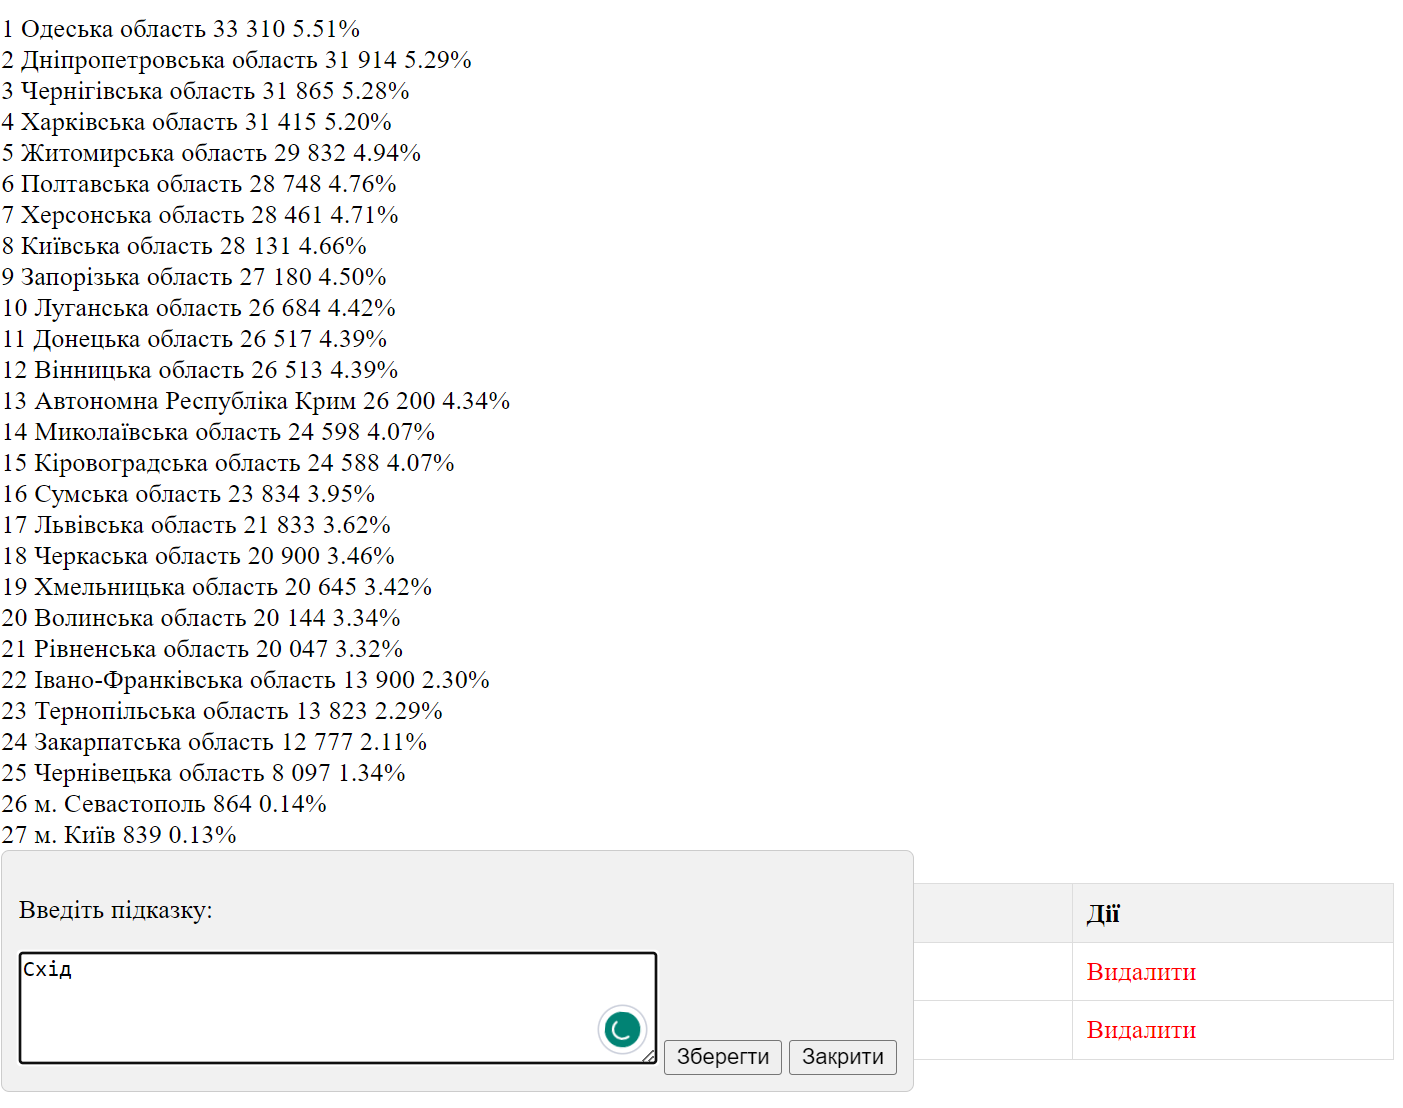 1 Одеська область 33 310 5.51%
2 Дніпропетровська область 31 914 5.29%
3 Чернігівська область 31 865 5.28%
4 Харківська область 31 415 5.20%
5 Житомирська область 29 832 4.94%
6 Полтавська область 28 748 4.76%
7 Херсонська область 28 461 4.71%
8 Київська область 28 131 4.66%
9 Запорізька область 27 180 4.50%
10 Луганська область 26 684 4.42%
11 Донецька область 26 517 4.39%
12 Вінницька область 26 513 4.39%
13 Автономна Республіка Крим 26 200 4.34%
14 Миколаївська область 24 598 4.07%
15 Кіровоградська область 24 588 4.07%
16 Сумська область 23 834 3.95%
17 Львівська область 21 833 3.62%
18 Черкаська область 20 900 3.46%
19 Хмельницька область 20 645 3.42%
20 Волинська область 20 144 3.34%
21 Рівненська область 20 047 3.32%
22 Івано-Франківська область 13 900 2.30%
23 Тернопільська область 13 823 2.29%
24 Закарпатська область 12 777 2.11%
25 Чернівецька область 8 097 1.34%
26 м. Севастополь 864 0.14%
27 м. Київ 839 0.13%
Введіть підказку:
Схід
Зберегти Закрити
Дії
Видалити
Видалити